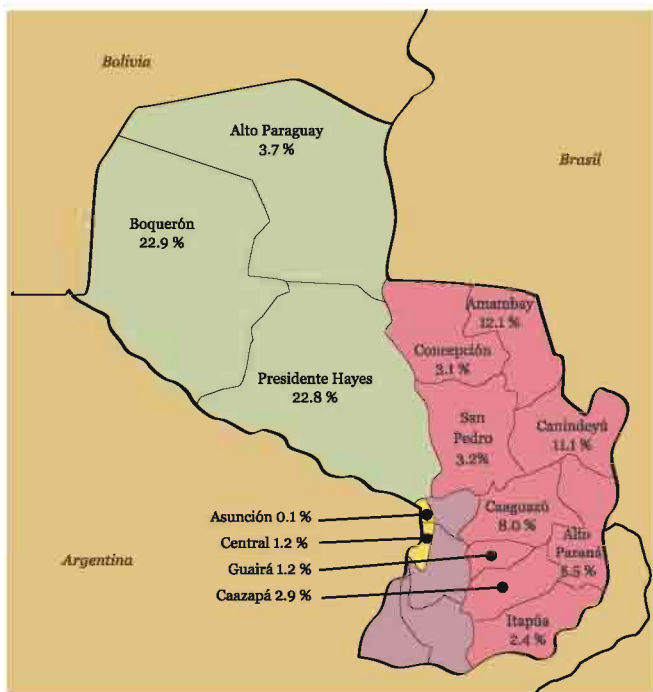 Bolivia
Alto Paraguay
3.7 %
Brasil
Boquerón
22.9 %
Amambay
12.1 %
Concepción
3.1 %
Presidente Hayes
22.8 %
San
Pedro
3.2%
Canindeyú
11.1 %
Caaguazú
8.0 %
Asunción 0.1 %
Central 1.2 %
Alto
Paraná
5.5 %
Argentina
Guairá 1.2 %
Caazapá 2.9 %
Itapúa
2.4 %